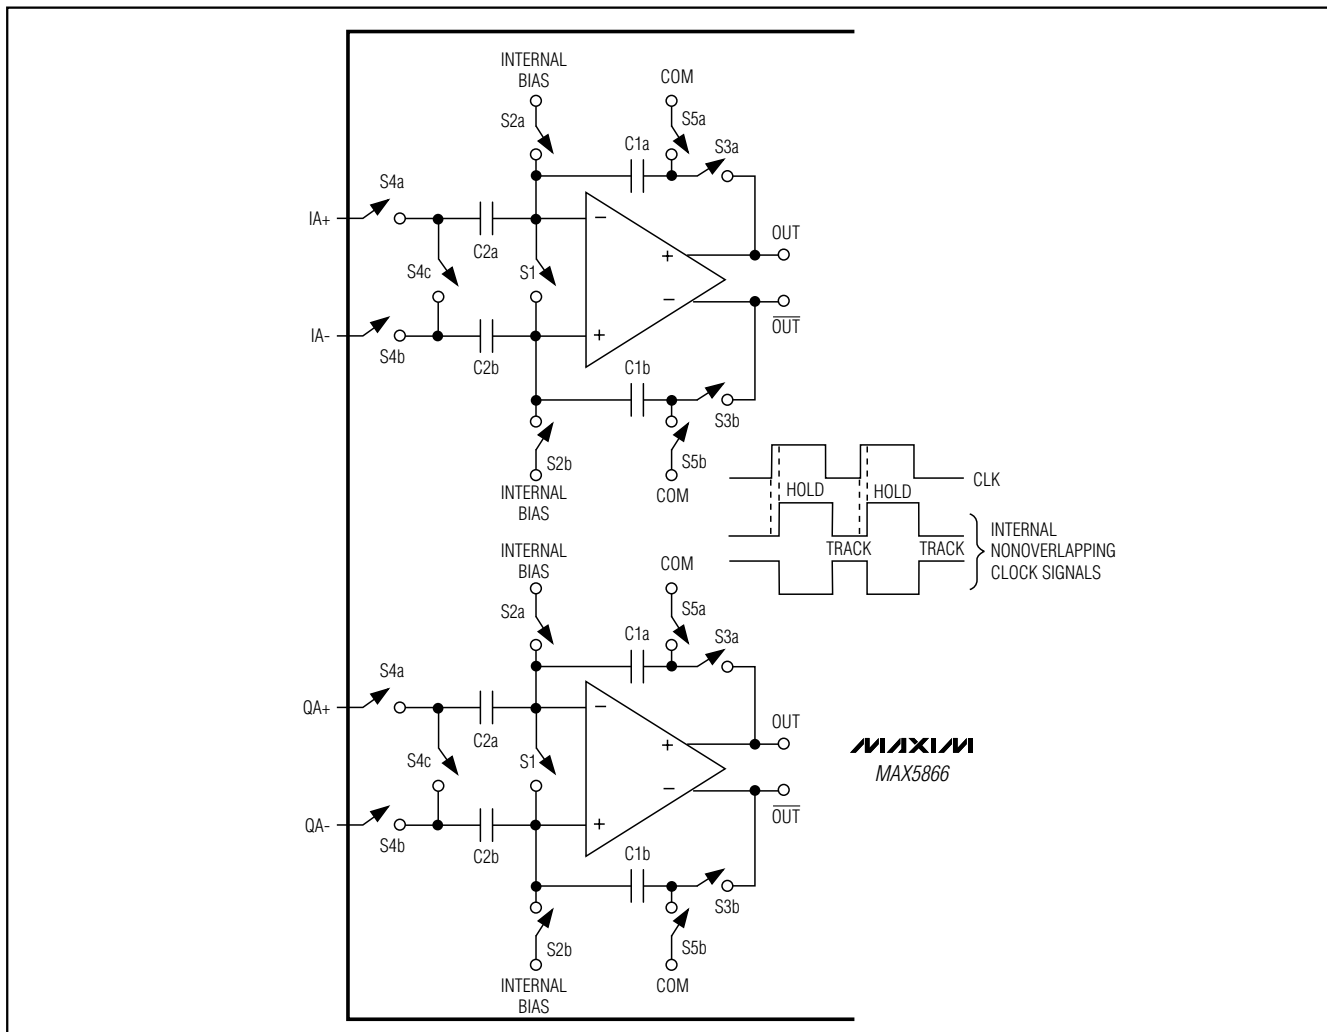 INTERNAL
BIAS
COM
S2a
S5a
C1a
S3a
S4a
IA+
−
OUT
C2a
+
S4c
S1
−
OUT
IA-
+
S4b
C2b
C1b
S3b
S2b
S5b
INTERNAL
BIAS
COM
CLK
HOLD
HOLD
TRACK
TRACK
INTERNAL
NONOVERLAPPING
CLOCK SIGNALS
INTERNAL
BIAS
COM
S2a
S5a
C1a
S3a
S4a
QA+
−
OUT
C2a
+
S4c
S1
−
OUT
QA-
+
S4b
C2b
C1b
S3b
S2b
S5b
INTERNAL
BIAS
COM
MAXIM
MAX5866